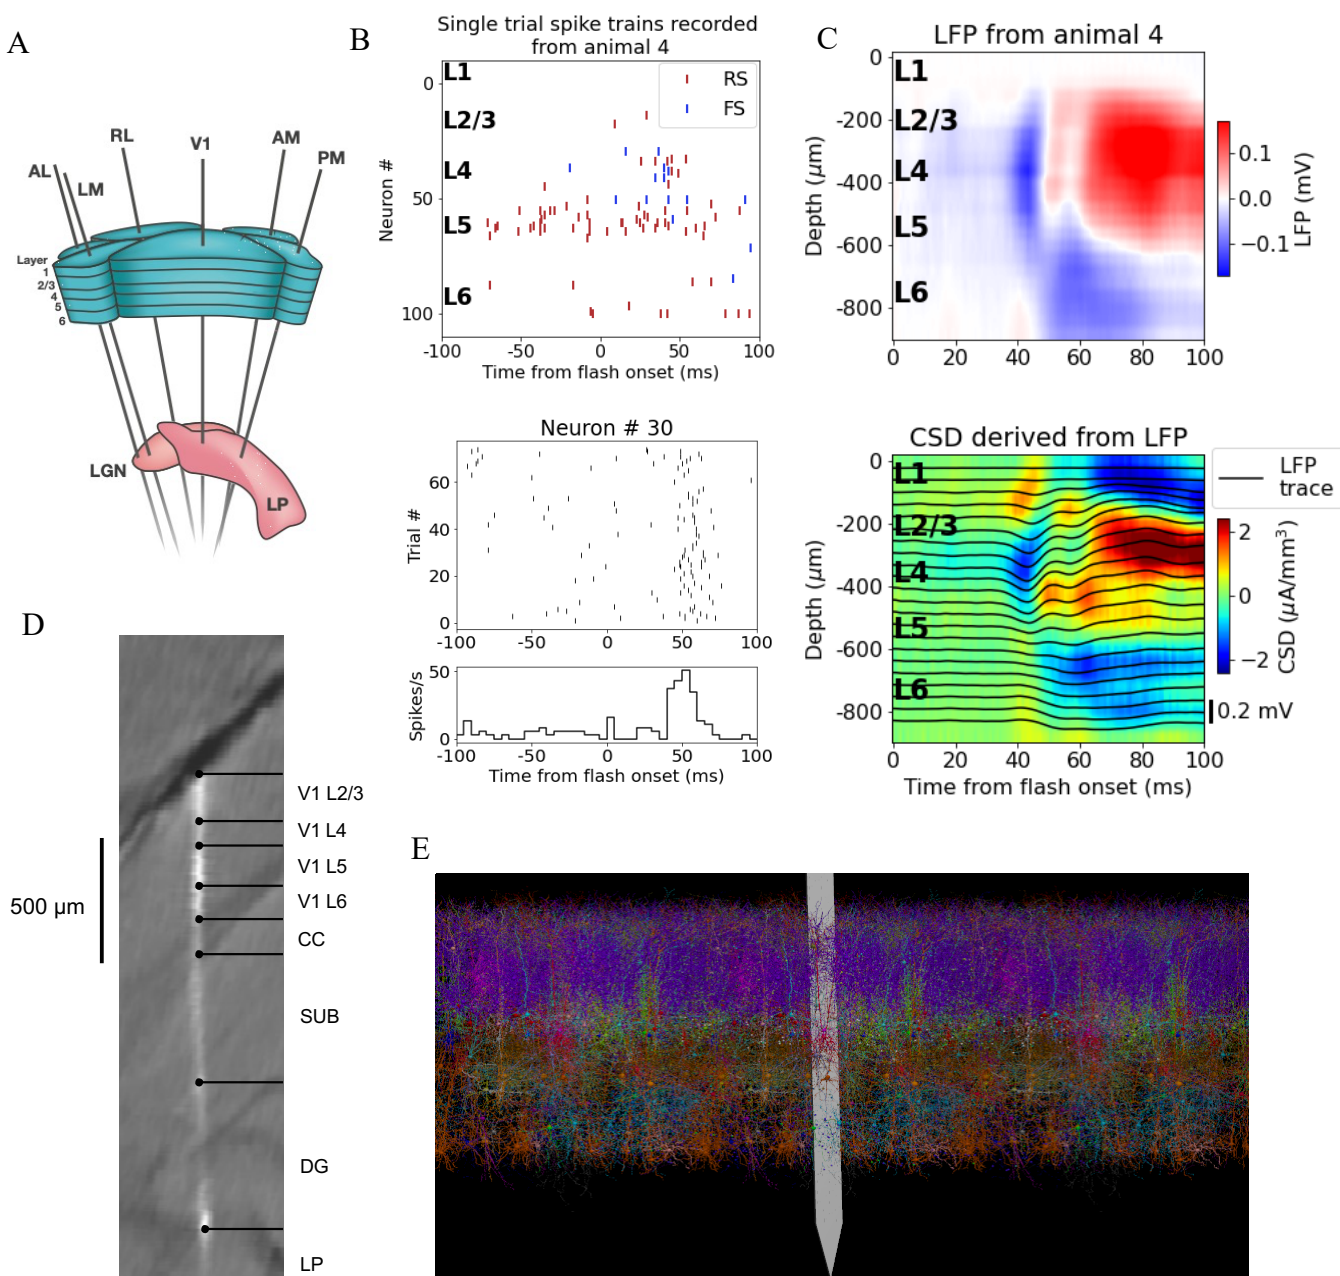 A
RL
V1
AM
AL
LM
PM
Layer
1
2/3
4
5
6
LGN
LP
B
Single trial spike trains recorded
from animal 4
L1
L2/3
L4
L5
L6
RS
FS
Neuron #
0
50
100
-100
-50
0
50
100
Time from flash onset (ms)
Neuron # 30
Trial #
60
40
20
0
-100
-50
0
50
100
Spikes/s
50
0
-100
-50
0
50
100
Time from flash onset (ms)
C
LFP from animal 4
L1
L2/3
L4
L5
L6
Depth (μm)
0
-200
-400
-600
-800
0
20
40
60
80
100
0.1
0.0
−0.1
LFP (mV)
CSD derived from LFP
L1
L2/3
L4
L5
L6
Depth (μm)
0
-200
-400
-600
-800
0
20
40
60
80
100
Time from flash onset (ms)
LFP
trace
2
0
−2
CSD (μA/mm³)
0.2 mV
D
500 μm
V1 L2/3
V1 L4
V1 L5
V1 L6
CC
SUB
DG
LP
E